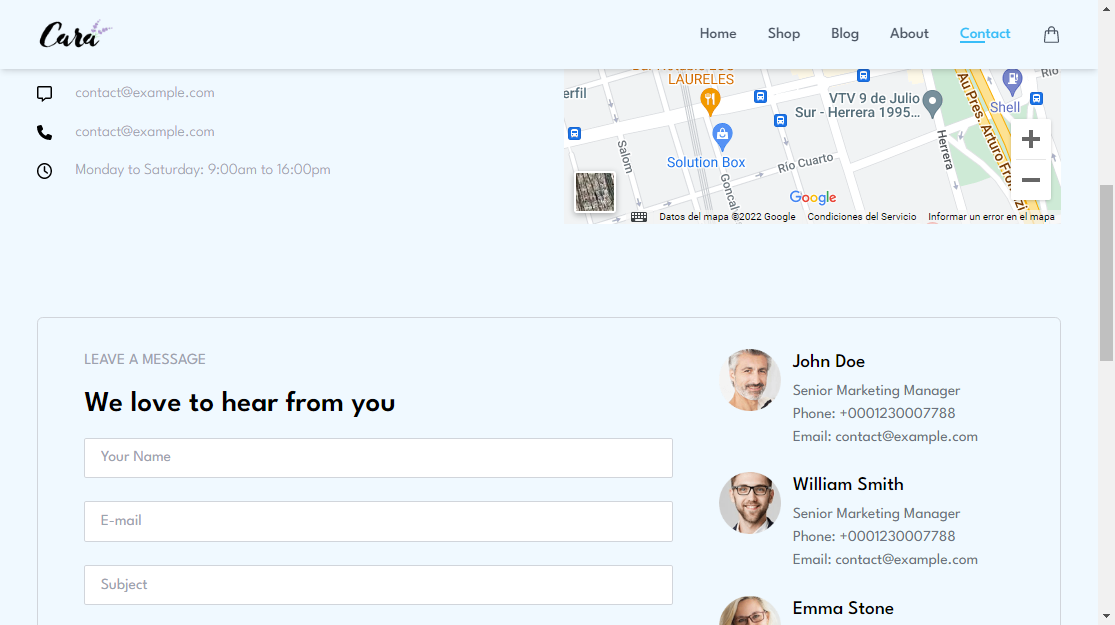 Cara
Home Shop Blog About Contact
contact@example.com
contact@example.com
Monday to Saturday: 9:00am to 16:00pm
LAURELES
erfil
VTV 9 de Julio
Sur - Herrera 1995...
Shell
Río
Au Pres. Arturo Fron
Salom
Solution Box
Río Cuarto
Herrera
Goncal
Google
Datos del mapa ©2022 Google Condiciones del Servicio Informar un error en el mapa
LEAVE A MESSAGE
We love to hear from you
Your Name
E-mail
Subject
John Doe
Senior Marketing Manager
Phone: +0001230007788
Email: contact@example.com
William Smith
Senior Marketing Manager
Phone: +0001230007788
Email: contact@example.com
Emma Stone